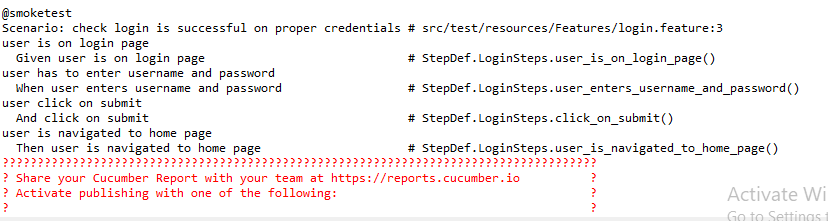 @smoketest
Scenario: check login is successful on proper credentials # src/test/resources/Features/login.feature:3
user is on login page
  Given user is on login page                             # StepDef.LoginSteps.user_is_on_login_page()
user has to enter username and password
  When user enters username and password                  # StepDef.LoginSteps.user_enters_username_and_password()
user click on submit
  And click on submit                                     # StepDef.LoginSteps.click_on_submit()
user is navigated to home page
  Then user is navigated to home page                     # StepDef.LoginSteps.user_is_navigated_to_home_page()
???????????????????????????????????????????????????????????????????????????????????
? Share your Cucumber Report with your team at https://reports.cucumber.io          ?
? Activate publishing with one of the following:                                    ?
?                                                                                   ?
Activate Wi
Go to Settings t